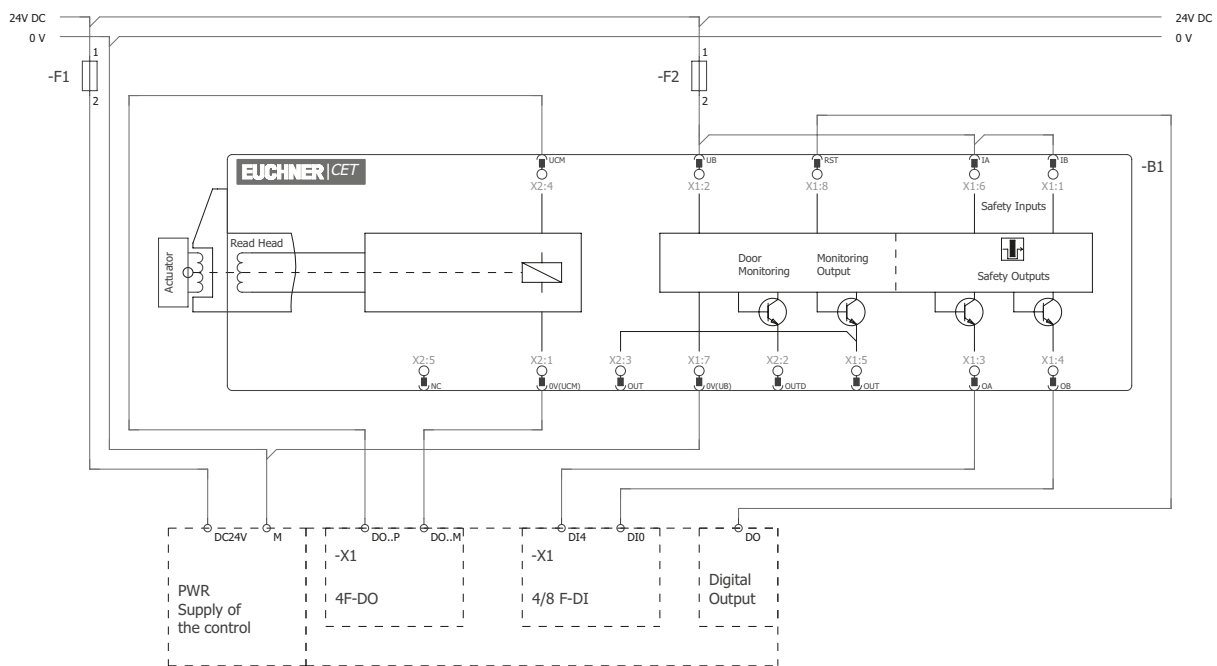 24V DC
24V DC
0 V
0 V
1
1
-F1
-F2
2
2
EUCHNER CET
UCM
UB
RST
IA
IB
-B1
X2:4
X1:2
X1:8
X1:6
X1:1
Safety Inputs
Actuator
Read Head
Door
Monitoring
Monitoring
Output
Safety Outputs
X2:5
X2:1
X2:3
X1:7
X2:2
X1:5
X1:3
X1:4
NC
0V(UCM)
OUT
0V(UB)
OUTD
OUT
OA
OB
DC24V
M
DO..P
DO..M
DI4
DI0
DO
-X1
-X1
PWR
Supply of
the control
4F-DO
4/8 F-DI
Digital
Output